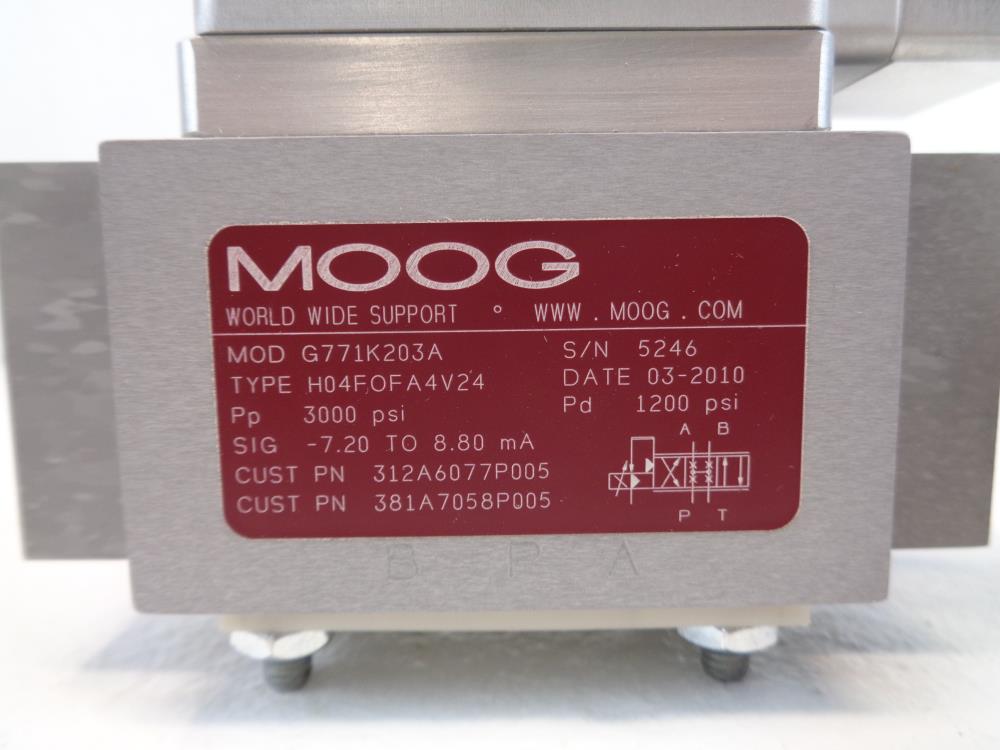 MOOG
WORLD WIDE SUPPORT ° WWW.MOOG.COM
MOD G771K203A S/N 5246
TYPE H04FOFA4V24 DATE 03-2010
Pp 3000 psi Pd 1200 psi
SIG -7.20 TO 8.80 mA
CUST PN 312A6077P005
CUST PN 381A7058P005
A B
P T
B P A